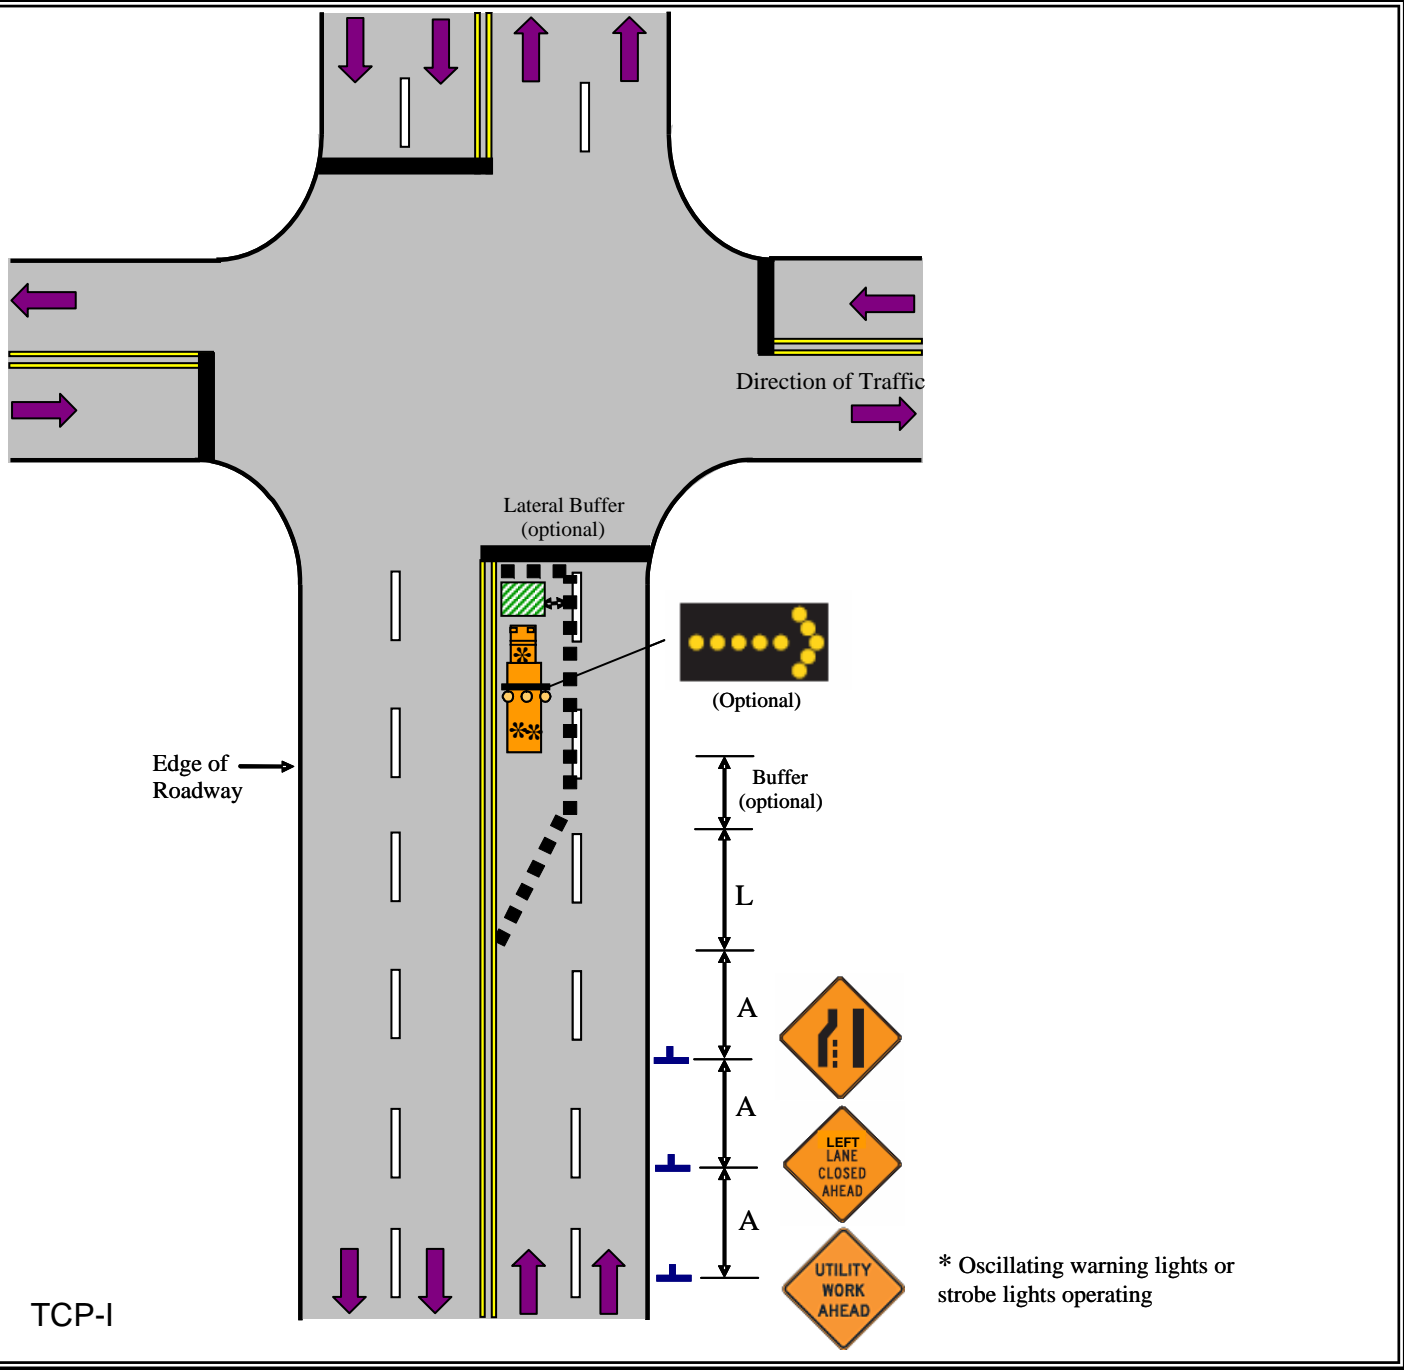 Direction of Traffic
Lateral Buffer
(optional)
(Optional)
Edge of
Roadway
Buffer
(optional)
L
A
A
LEFT
LANE
CLOSED
AHEAD
A
UTILITY
WORK
AHEAD
* Oscillating warning lights or
strobe lights operating
TCP-I